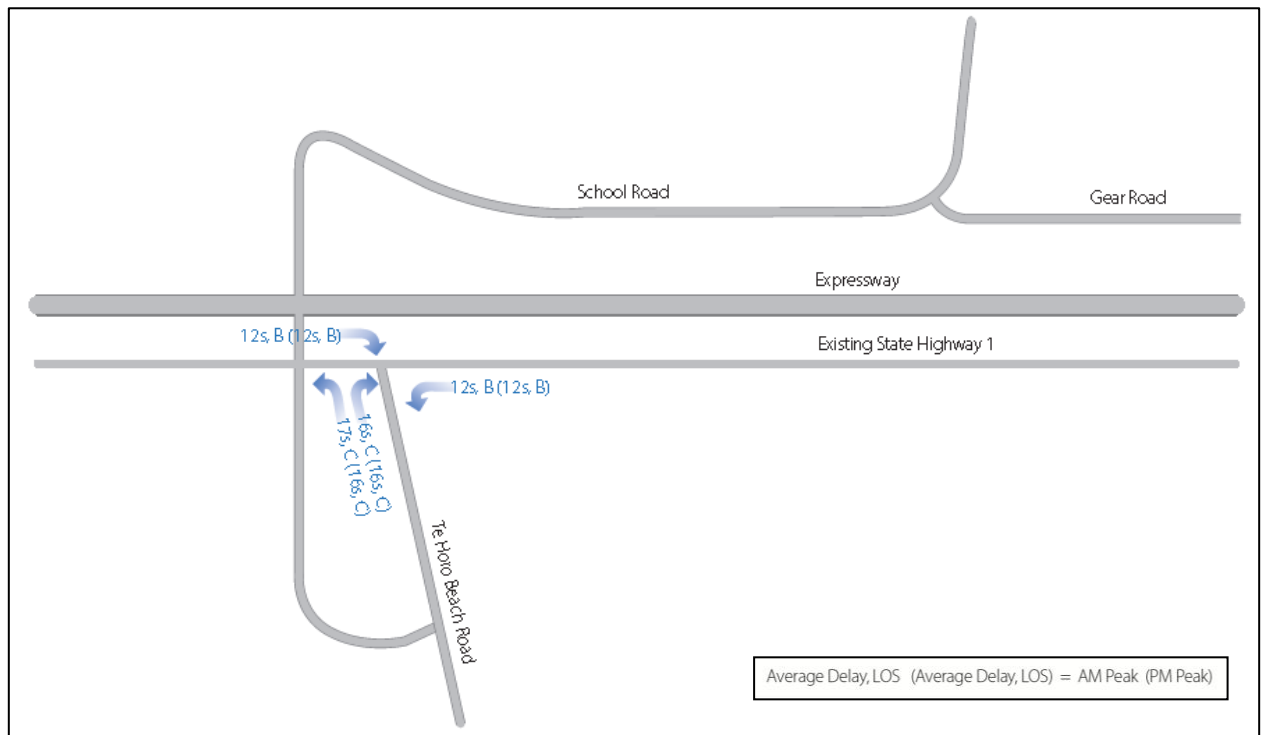 School Road
Gear Road
Expressway
12s, B (12s, B)
Existing State Highway 1
12s, B (12s, B)
16s, C (16s, C)
17s, C (16s, C)
Te Horo Beach Road
Average Delay, LOS (Average Delay, LOS) = AM Peak (PM Peak)